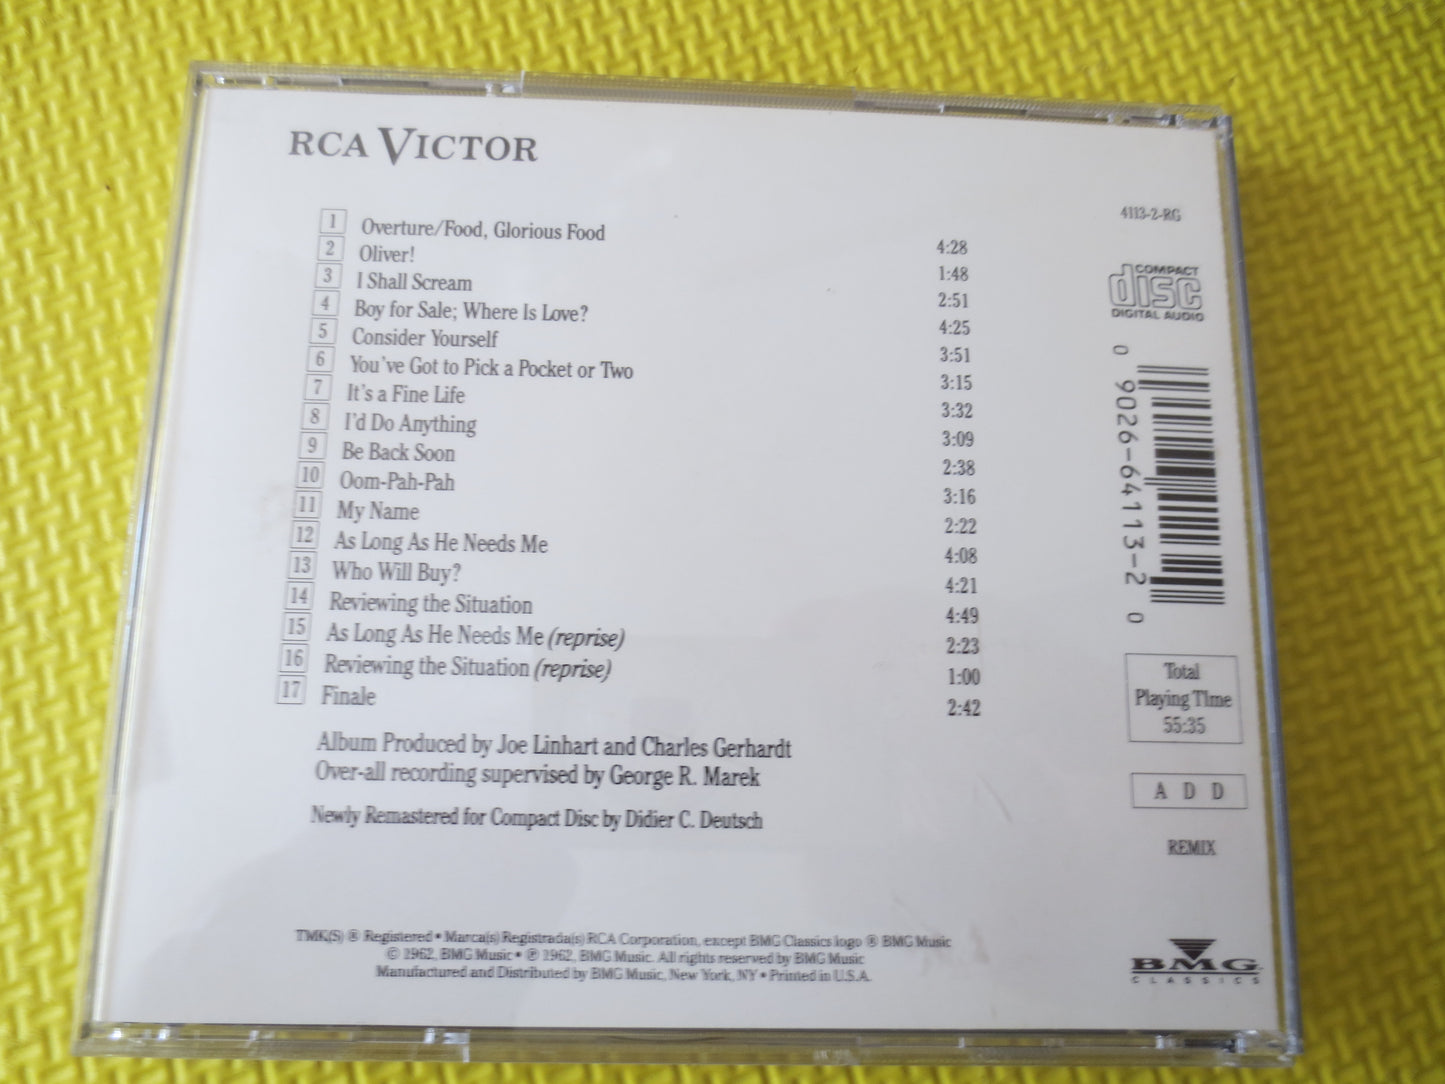 RCA VICTOR
4113-2-RG
1 Overture/Food, Glorious Food 4:28
2 Oliver! 1:48
3 I Shall Scream 2:51
4 Boy for Sale; Where Is Love? 4:25
5 Consider Yourself 3:51
6 You've Got to Pick a Pocket or Two 3:15
7 It's a Fine Life 3:32
8 I'd Do Anything 3:09
9 Be Back Soon 2:38
10 Oom-Pah-Pah 3:16
11 My Name 2:22
12 As Long As He Needs Me 4:08
13 Who Will Buy? 4:21
14 Reviewing the Situation 4:49
15 As Long As He Needs Me (reprise) 2:23
16 Reviewing the Situation (reprise) 1:00
17 Finale 2:42
Album Produced by Joe Linhart and Charles Gerhardt
Over-all recording supervised by George R. Marek
Newly Remastered for Compact Disc by Didier C. Deutsch
TMK(S) ® Registered • Marca(s) Registrada(s) RCA Corporation, except BMG Classics logo ® BMG Music
© 1962, BMG Music • ℗ 1962, BMG Music. All rights reserved by BMG Music
Manufactured and Distributed by BMG Music, New York, NY • Printed in U.S.A.
COMPACT
disc
DIGITAL AUDIO
0 9026-64113-2 0
Total
Playing TIme
55:35
A D D
REMIX
BMG
CLASSICS